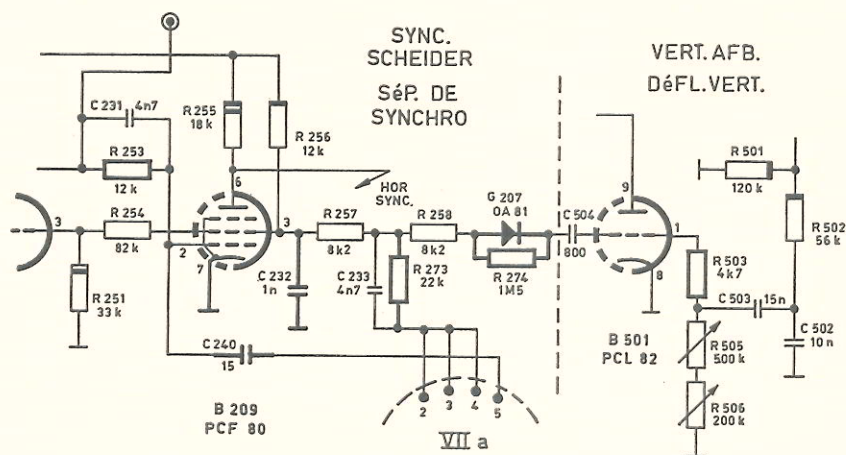 SYNC.
SCHEIDER
SéP. DE
SYNCHRO
VERT. AFB.
DéFL. VERT.
C 231 4n7
R 255
18 k
R 256
12 k
R 253
12 k
6
HOR
SYNC.
3
R 254
82 k
2
7
3
R 257
8k2
R 258
8k2
G 207
OA 81
R 274
1M5
C 504
800
9
1
8
R 501
120 k
R 502
56 k
R 503
4k7
C 503 15n
C 502
10 n
R 251
33 k
C 232
1n
C 233
4n7
R 273
22 k
C 240
15
B 501
PCL 82
R 505
500 k
R 506
200 k
2 3 4 5
B 209
PCF 80
VII a